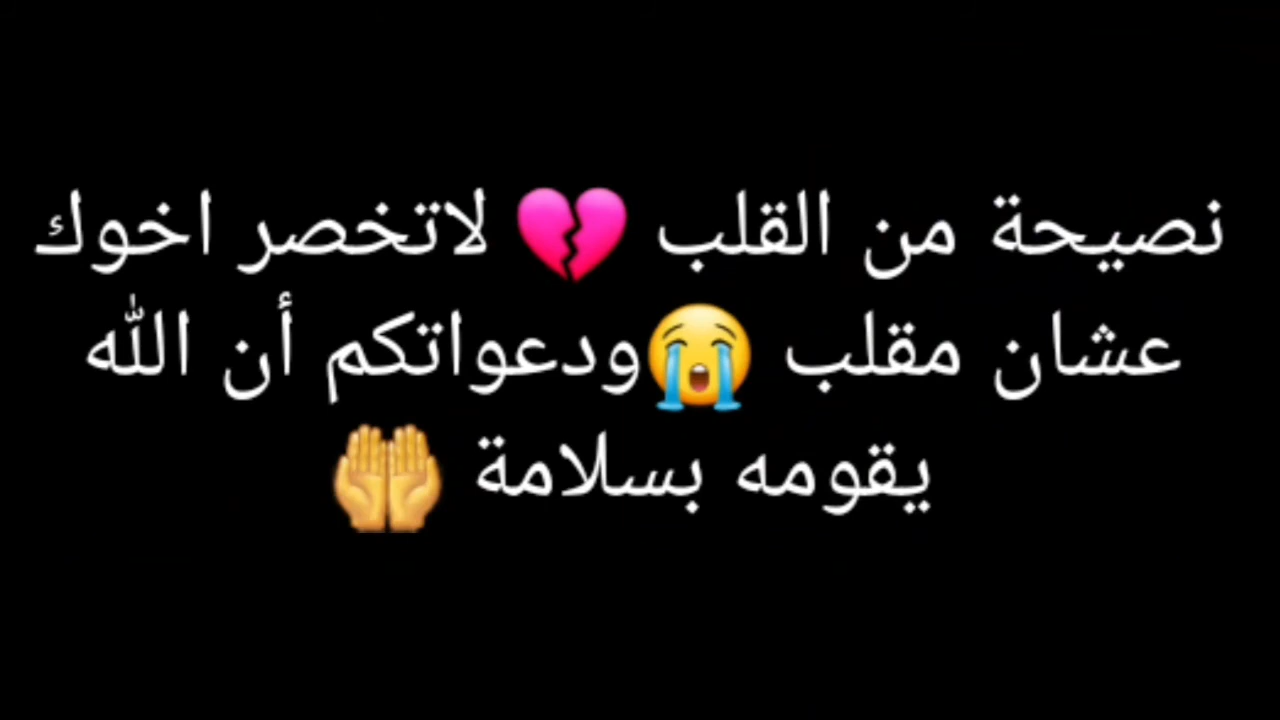 نصيحة من القلب 💔 لاتخصر اخوك
عشان مقلب 😭ودعواتكم أن الله
يقومه بسلامة 🤲